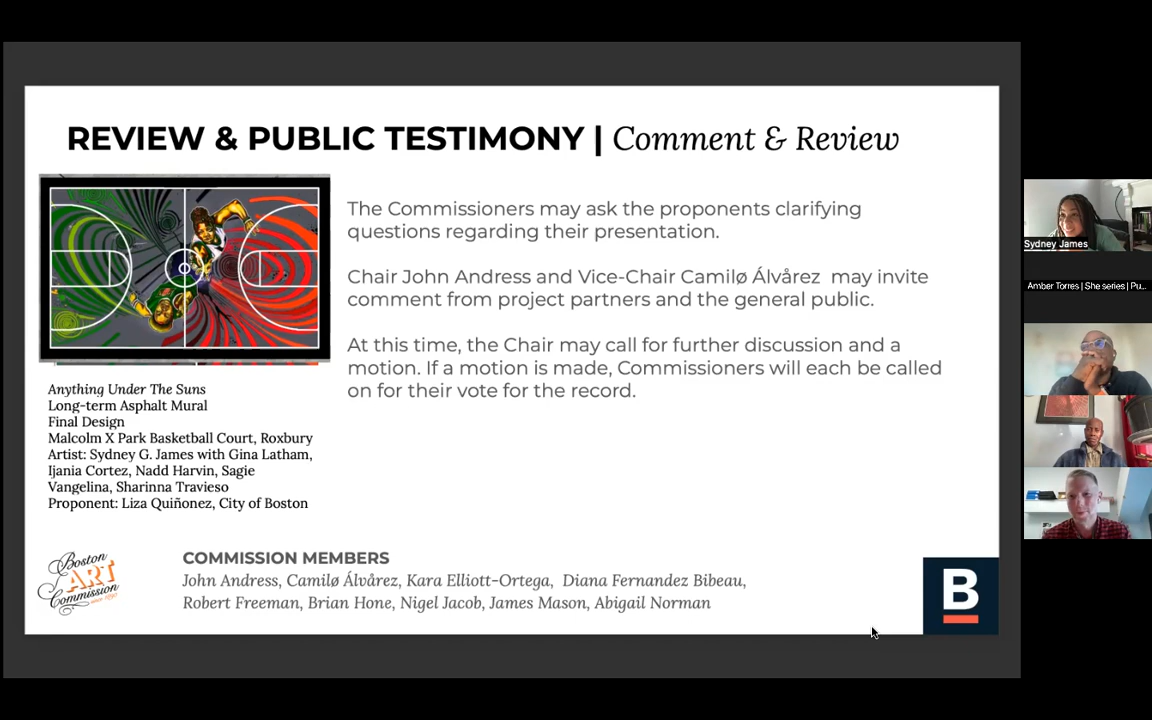 REVIEW & PUBLIC TESTIMONY | Comment & Review
The Commissioners may ask the proponents clarifying
questions regarding their presentation.
Chair John Andress and Vice-Chair Camilø Álvårez may invite
comment from project partners and the general public.
At this time, the Chair may call for further discussion and a
motion. If a motion is made, Commissioners will each be called
on for their vote for the record.
Anything Under The Suns
Long-term Asphalt Mural
Final Design
Malcolm X Park Basketball Court, Roxbury
Artist: Sydney G. James with Gina Latham,
Ijania Cortez, Nadd Harvin, Sagie
Vangelina, Sharinna Travieso
Proponent: Liza Quiñonez, City of Boston
Boston
ART
Commission
since 1890
COMMISSION MEMBERS
John Andress, Camilø Álvårez, Kara Elliott-Ortega, Diana Fernandez Bibeau,
Robert Freeman, Brian Hone, Nigel Jacob, James Mason, Abigail Norman
B
Sydney James
Amber Torres | She series | Pu...